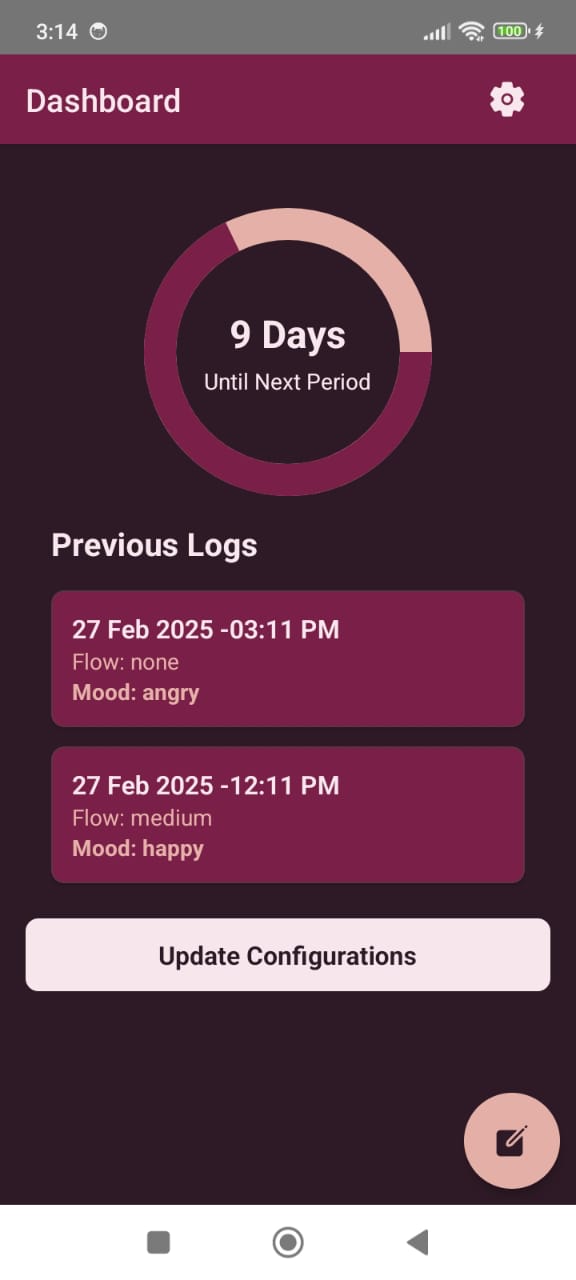 3:14
100
Dashboard
9 Days
Until Next Period
Previous Logs
27 Feb 2025 -03:11 PM
Flow: none
Mood: angry
27 Feb 2025 -12:11 PM
Flow: medium
Mood: happy
Update Configurations